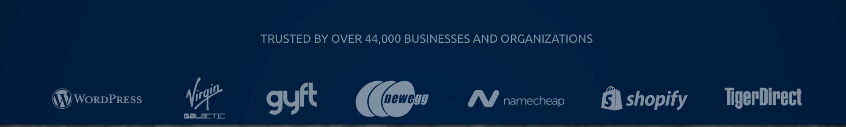 TRUSTED BY OVER 44,000 BUSINESSES AND ORGANIZATIONS
WORDPRESS Virgin GALACTIC gyft newegg namecheap shopify TigerDirect